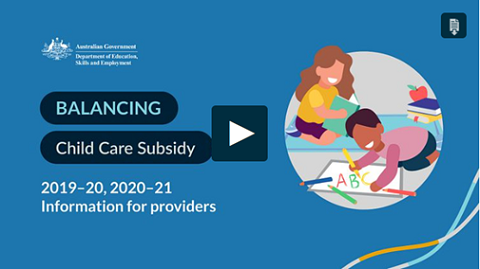 Australian Government
Department of Education,
Skills and Employment
BALANCING
Child Care Subsidy
2019–20, 2020–21
Information for providers
ABC